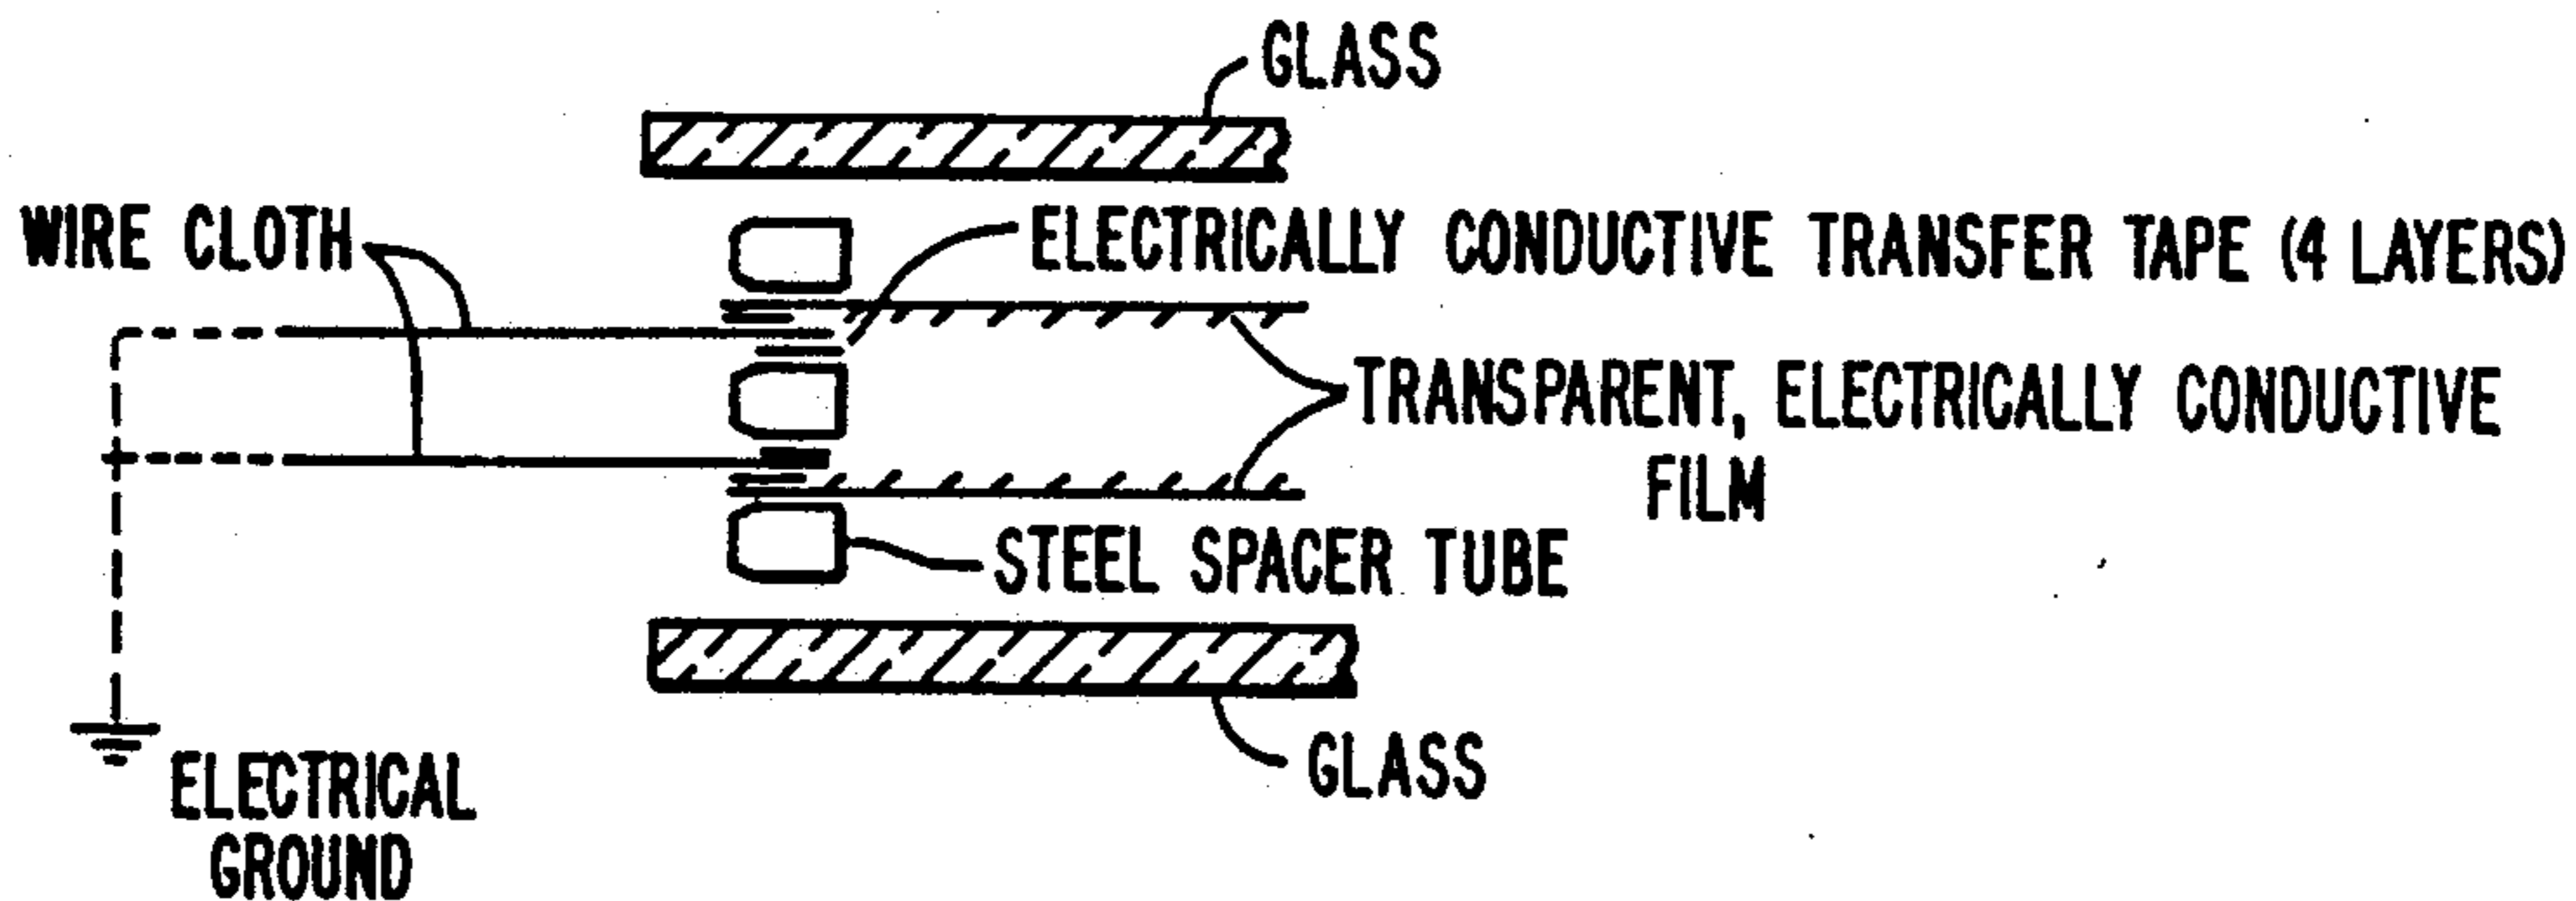 GLASS
WIRE CLOTH
ELECTRICALLY CONDUCTIVE TRANSFER TAPE (4 LAYERS)
TRANSPARENT, ELECTRICALLY CONDUCTIVE
FILM
STEEL SPACER TUBE
GLASS
ELECTRICAL
GROUND